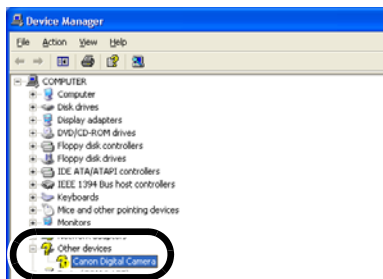 Device Manager
File Action View Help
COMPUTER
Computer
Disk drives
Display adapters
DVD/CD-ROM drives
Floppy disk controllers
Floppy disk drives
IDE ATA/ATAPI controllers
IEEE 1394 Bus host controllers
Keyboards
Mice and other pointing devices
Monitors
Network adapters
Other devices
Canon Digital Camera